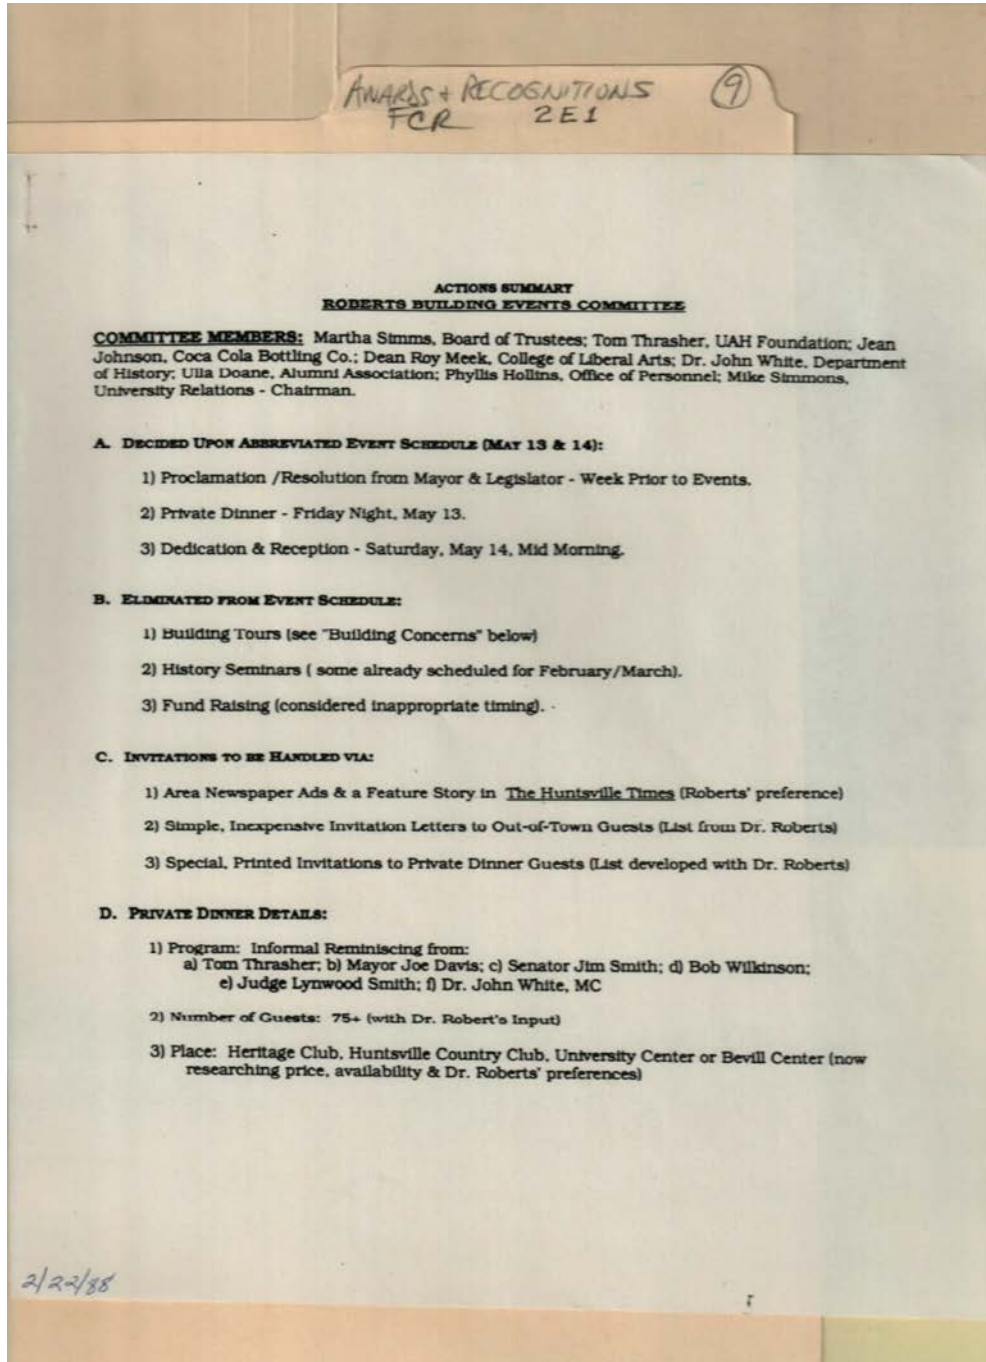 AWARDS + RECOGNITIONS 9
FCR 2E1
ACTIONS SUMMARY
ROBERTS BUILDING EVENTS COMMITTEE
COMMITTEE MEMBERS: Martha Simms, Board of Trustees; Tom Thrasher, UAH Foundation; Jean
Johnson, Coca Cola Bottling Co.; Dean Roy Meek, College of Liberal Arts; Dr. John White, Department
of History; Ulla Doane, Alumni Association; Phyllis Hollins, Office of Personnel; Mike Simmons,
University Relations - Chairman.
A. DECIDED UPON ABBREVIATED EVENT SCHEDULE (MAY 13 & 14):
1) Proclamation /Resolution from Mayor & Legislator - Week Prior to Events.
2) Private Dinner - Friday Night, May 13.
3) Dedication & Reception - Saturday, May 14, Mid Morning.
B. ELIMINATED FROM EVENT SCHEDULE:
1) Building Tours (see "Building Concerns" below)
2) History Seminars ( some already scheduled for February/March).
3) Fund Raising (considered inappropriate timing).
C. INVITATIONS TO BE HANDLED VIA:
1) Area Newspaper Ads & a Feature Story in The Huntsville Times (Roberts' preference)
2) Simple, Inexpensive Invitation Letters to Out-of-Town Guests (List from Dr. Roberts)
3) Special, Printed Invitations to Private Dinner Guests (List developed with Dr. Roberts)
D. PRIVATE DINNER DETAILS:
1) Program: Informal Reminiscing from:
a) Tom Thrasher; b) Mayor Joe Davis; c) Senator Jim Smith; d) Bob Wilkinson;
e) Judge Lynwood Smith; f) Dr. John White, MC
2) Number of Guests: 75+ (with Dr. Robert's Input)
3) Place: Heritage Club, Huntsville Country Club, University Center or Bevill Center (now
researching price, availability & Dr. Roberts' preferences)
2/22/88